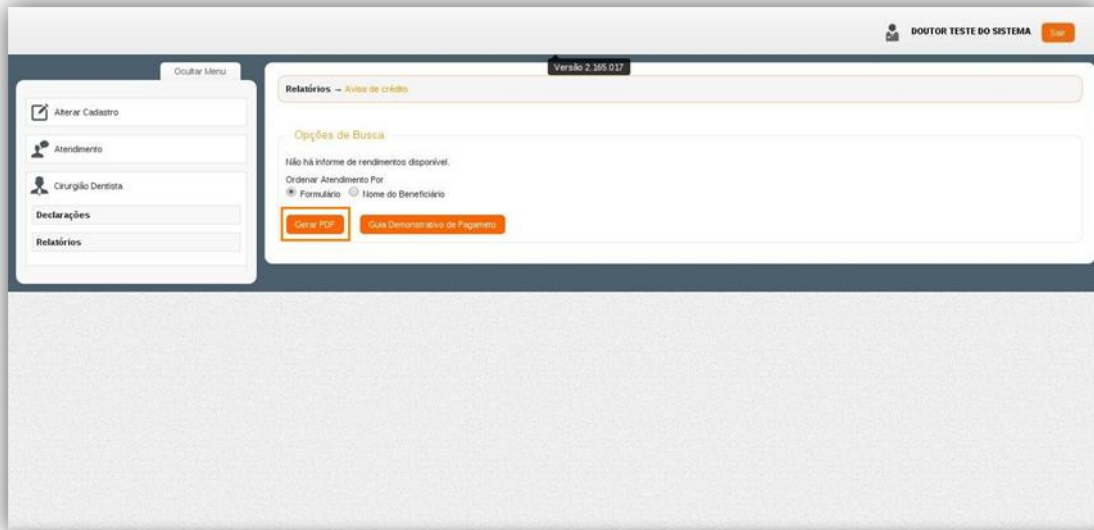 DOUTOR TESTE DO SISTEMA Sair
Versão 2.165.017
Ocultar Menu
Alterar Cadastro
Atendimento
Cirurgião Dentista
Declarações
Relatórios
Relatórios → Aviso de crédito
Opções de Busca
Não há informe de rendimentos disponível.
Ordenar Atendimento Por
Formulário Nome do Beneficiário
Gerar PDF Guia Demonstrativo de Pagameto